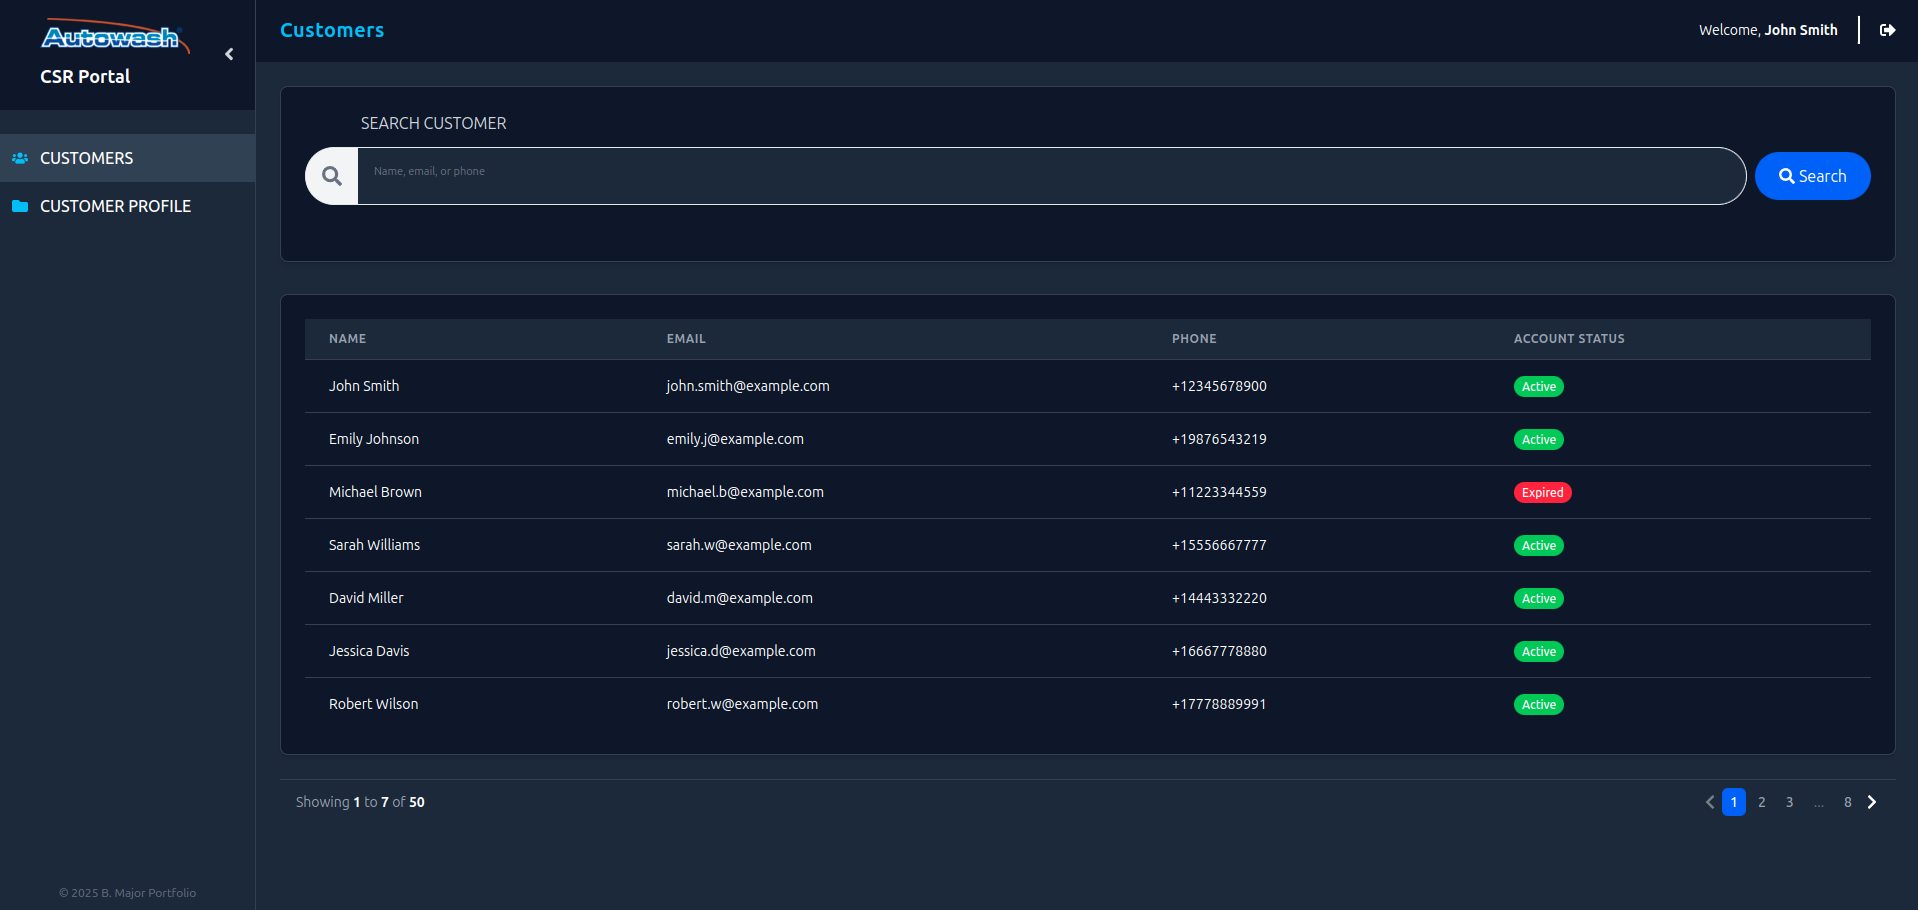 Autowash
CSR Portal
CUSTOMERS
CUSTOMER PROFILE
© 2025 B. Major Portfolio
Customers
Welcome, John Smith
SEARCH CUSTOMER
Name, email, or phone
Search
NAME EMAIL PHONE ACCOUNT STATUS
John Smith john.smith@example.com +12345678900 Active
Emily Johnson emily.j@example.com +19876543219 Active
Michael Brown michael.b@example.com +11223344559 Expired
Sarah Williams sarah.w@example.com +15556667777 Active
David Miller david.m@example.com +14443332220 Active
Jessica Davis jessica.d@example.com +16667778880 Active
Robert Wilson robert.w@example.com +17778889991 Active
Showing 1 to 7 of 50 1 2 3 ... 8